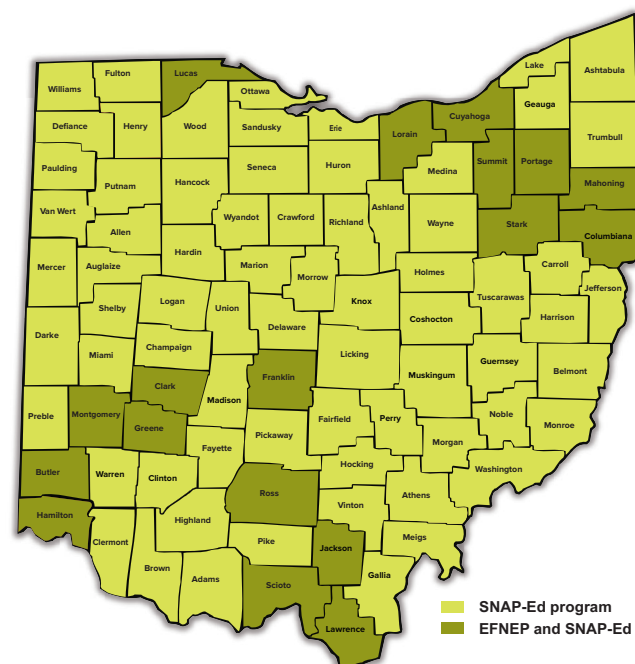 Williams
Fulton
Lucas
Ottawa
Lake
Ashtabula
Geauga
Defiance
Henry
Wood
Sandusky
Erie
Lorain
Cuyahoga
Trumbull
Paulding
Putnam
Hancock
Seneca
Huron
Medina
Summit
Portage
Mahoning
Van Wert
Allen
Wyandot
Crawford
Richland
Ashland
Wayne
Stark
Columbiana
Mercer
Auglaize
Hardin
Marion
Morrow
Holmes
Carroll
Jefferson
Shelby
Logan
Union
Knox
Coshocton
Tuscarawas
Harrison
Darke
Miami
Champaign
Delaware
Licking
Muskingum
Guernsey
Belmont
Preble
Montgomery
Clark
Madison
Franklin
Fairfield
Perry
Noble
Monroe
Greene
Fayette
Pickaway
Morgan
Washington
Butler
Warren
Clinton
Ross
Hocking
Athens
Hamilton
Clermont
Highland
Vinton
Meigs
Brown
Adams
Pike
Jackson
Gallia
Scioto
Lawrence
SNAP-Ed program
EFNEP and SNAP-Ed